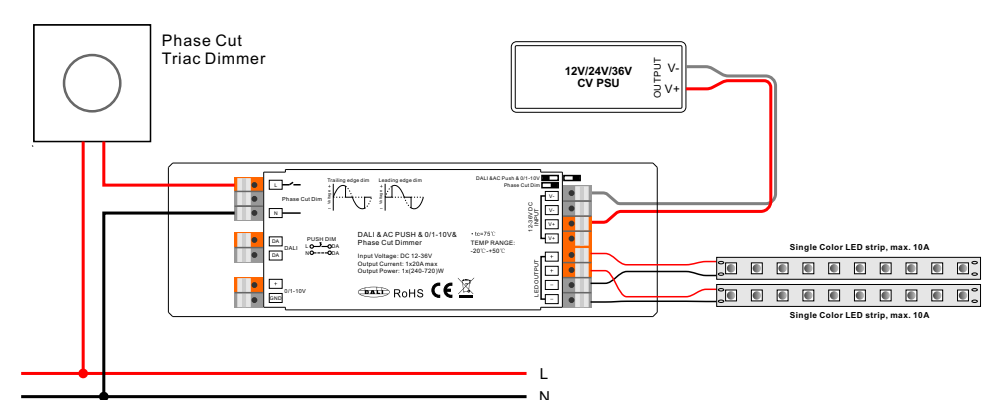 Phase Cut
Triac Dimmer
12V/24V/36V
CV PSU
OUTPUT
V-
V+
DALI &AC Push & 0/1-10V
Phase Cut Dim
Trailing edge dim
Leading edge dim
L
Phase Cut Dim
N
V-
V-
V+
V+
12-36VDC
INPUT
DA
DA
DALI
PUSH DIM
L DA
N DA
DALI & AC PUSH & 0/1-10V&
Phase Cut Dimmer
Input Voltage: DC 12-36V
Output Current: 1x20A max
Output Power: 1x(240-720)W
• tc=75℃
TEMP RANGE:
-20℃-+50℃
+
GND
0/1-10V
DALI
RoHS
CE
+
+
-
-
LED OUTPUT
Single Color LED strip, max. 10A
Single Color LED strip, max. 10A
L
N